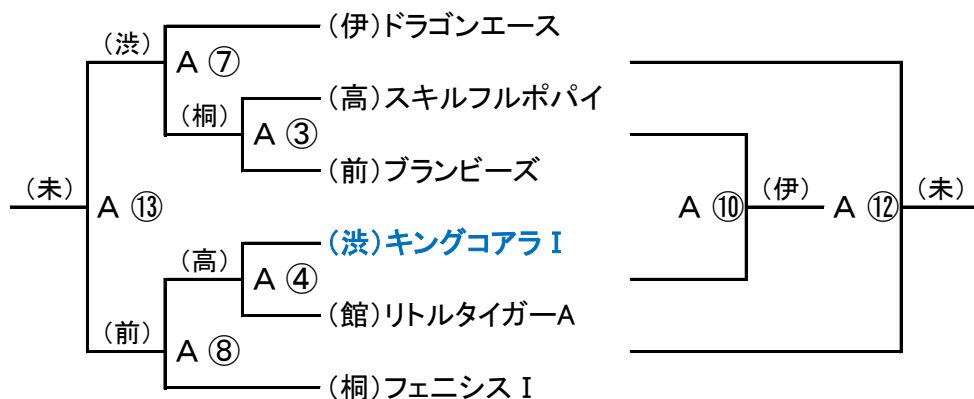 (伊)ドラゴンエース
(渋)
A ⑦
(高)スキルフルポパイ
(桐)
A ③
(前)ブランビーズ
(未)
A ⑬
A ⑩
(伊)
A ⑫
(未)
(渋)キングコアラ I
(高)
A ④
(館)リトルタイガーA
(前)
A ⑧
(桐)フェニシス I